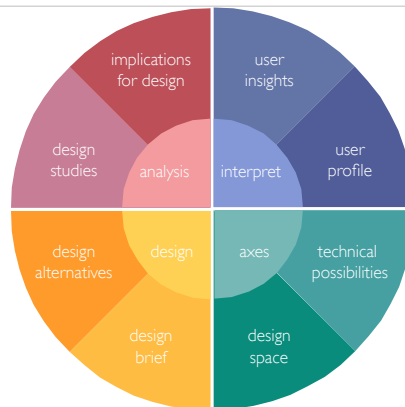 implications
for design
user
insights
design
studies
analysis
interpret
user
profile
design
alternatives
design
axes
technical
possibilities
design
brief
design
space